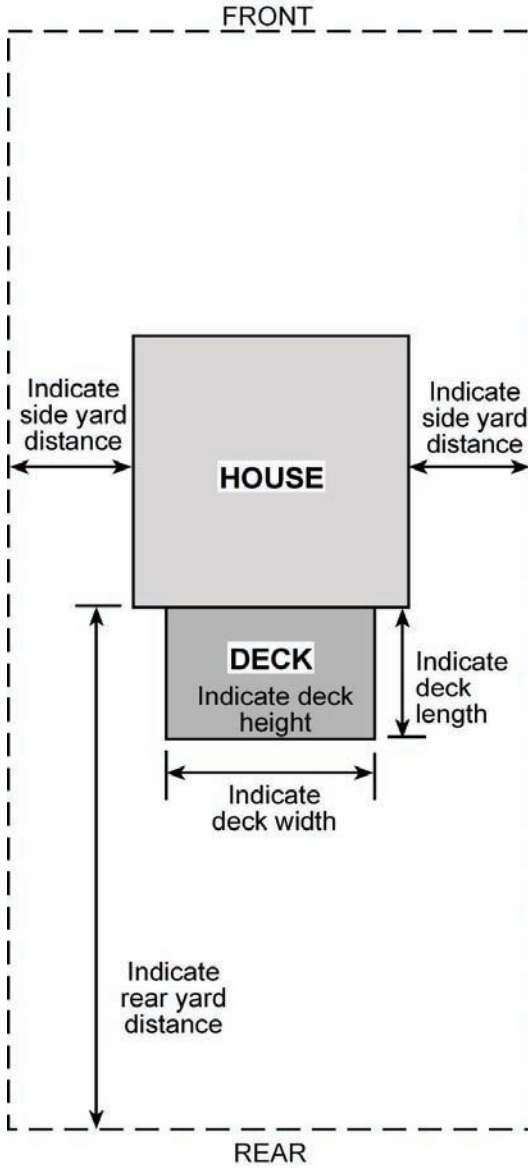 FRONT
Indicate
side yard
distance
Indicate
side yard
distance
HOUSE
DECK
Indicate deck
height
Indicate
deck
length
Indicate
deck width
Indicate
rear yard
distance
REAR